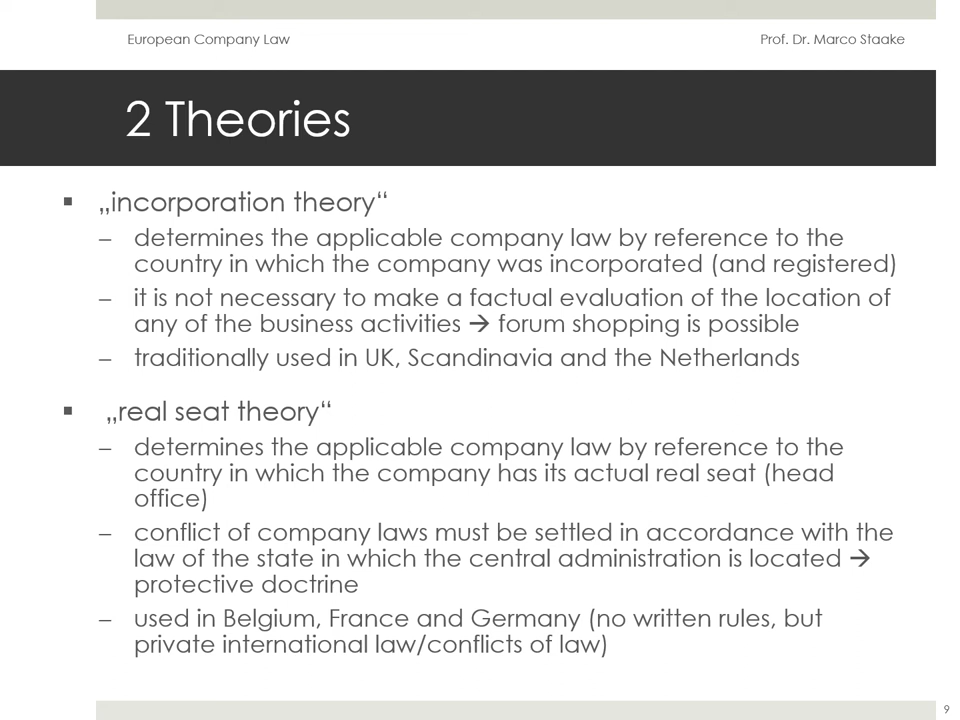 European Company Law
Prof. Dr. Marco Staake
2 Theories
▪ „incorporation theory“
– determines the applicable company law by reference to the
country in which the company was incorporated (and registered)
– it is not necessary to make a factual evaluation of the location of
any of the business activities → forum shopping is possible
– traditionally used in UK, Scandinavia and the Netherlands
▪ „real seat theory“
– determines the applicable company law by reference to the
country in which the company has its actual real seat (head
office)
– conflict of company laws must be settled in accordance with the
law of the state in which the central administration is located →
protective doctrine
– used in Belgium, France and Germany (no written rules, but
private international law/conflicts of law)
9